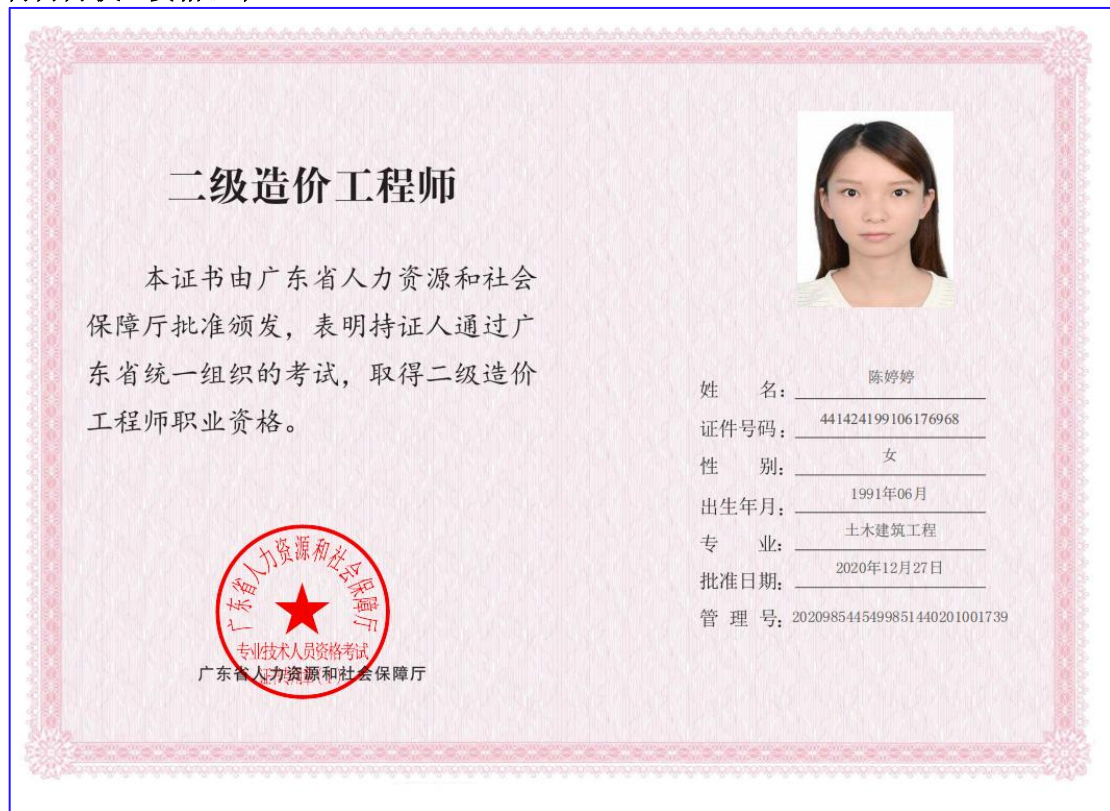 二级造价工程师
本证书由广东省人力资源和社会
保障厅批准颁发，表明持证人通过广
东省统一组织的考试，取得二级造价
工程师职业资格。
姓 名：陈婷婷
证件号码：441424199106176968
性 别：女
出生年月：1991年06月
专 业：土木建筑工程
批准日期：2020年12月27日
管 理 号：20209854454998514402010017​39
广东省人力资源和社会保障厅
专业技术人员资格考试
广东省人力资源和社会保障厅